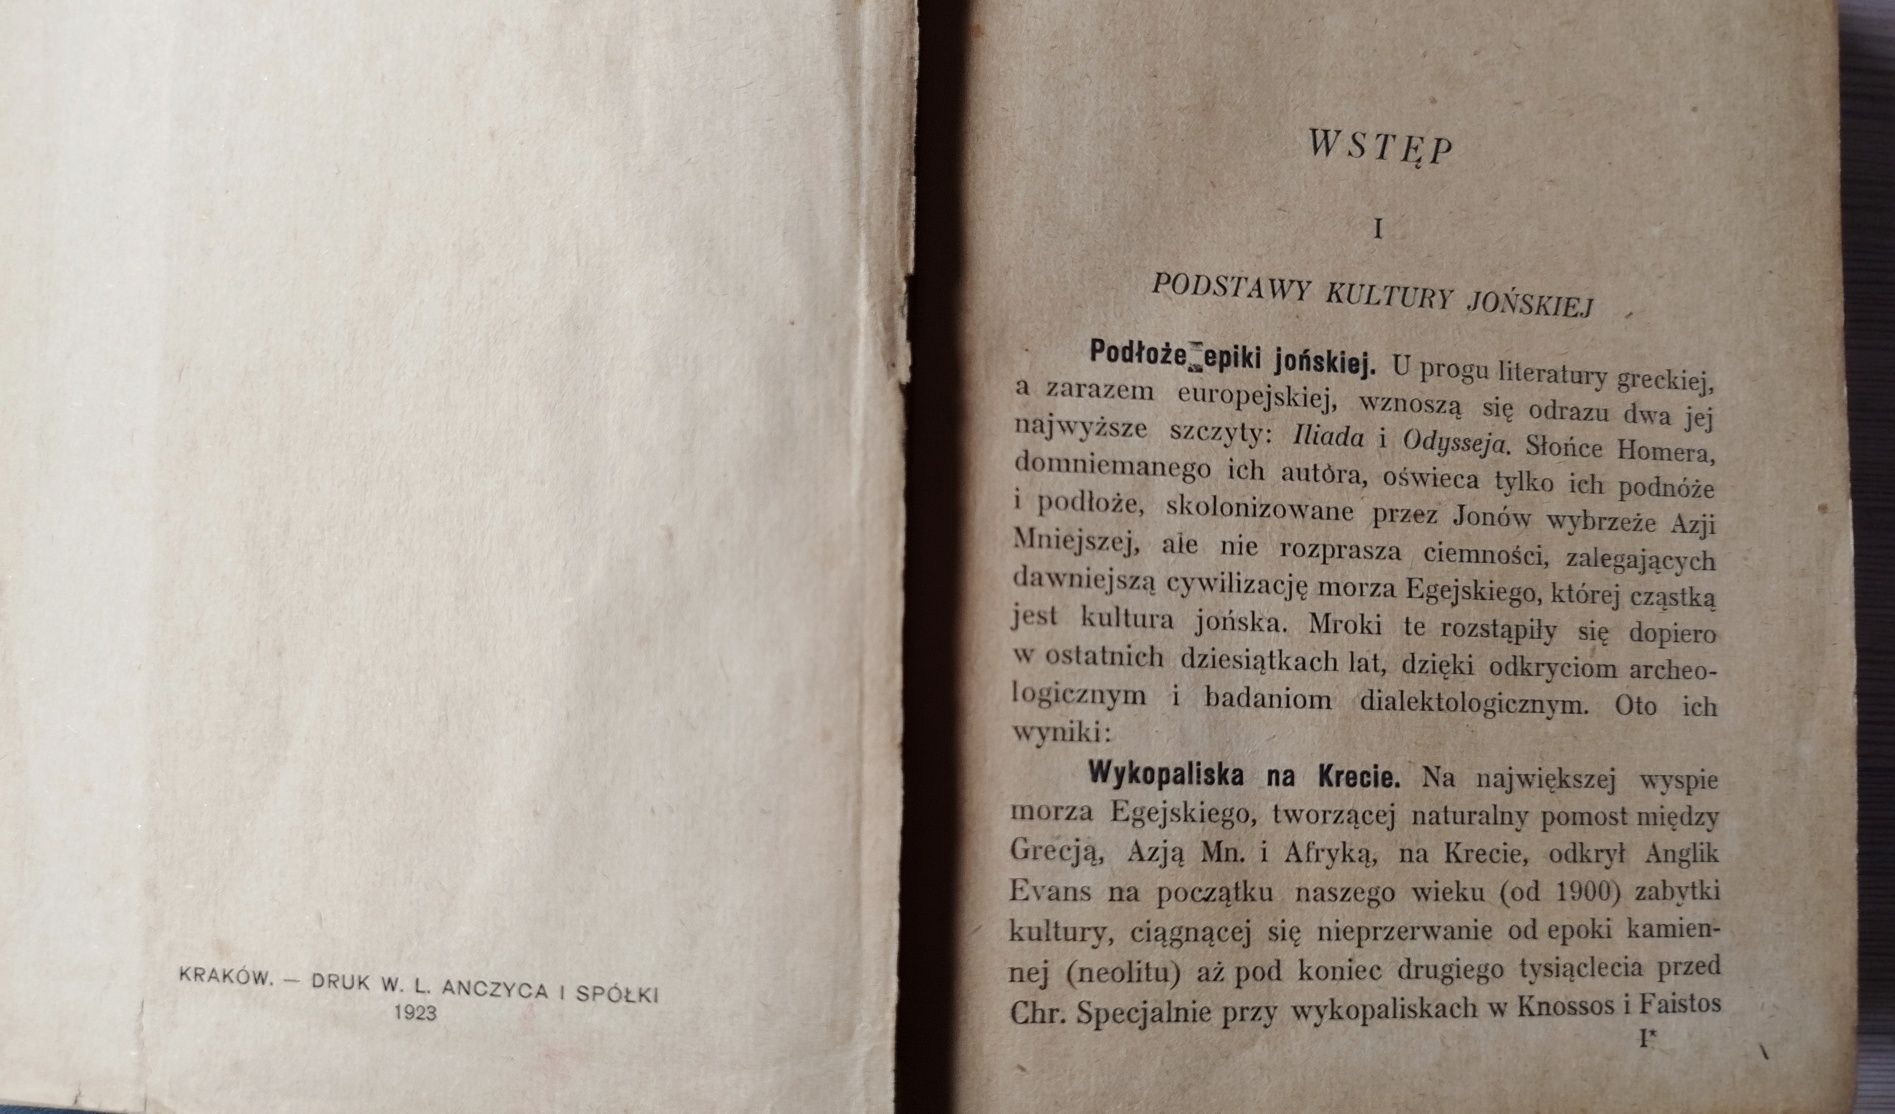 KRAKÓW. — DRUK W. L. ANCZYCA I SPÓŁKI
1923
WSTĘP
I
PODSTAWY KULTURY JOŃSKIEJ
Podłoże epiki jońskiej. U progu literatury greckiej,
a zarazem europejskiej, wznoszą się odrazu dwa jej
najwyższe szczyty: Iliada i Odysseja. Słońce Homera,
domniemanego ich autora, oświeca tylko ich podnóże
i podłoże, skolonizowane przez Jonów wybrzeże Azji
Mniejszej, ale nie rozprasza ciemności, zalegających
dawniejszą cywilizację morza Egejskiego, której cząstką
jest kultura jońska. Mroki te rozstąpiły się dopiero
w ostatnich dziesiątkach lat, dzięki odkryciom archeo-
logicznym i badaniom dialektologicznym. Oto ich
wyniki:
Wykopaliska na Krecie. Na największej wyspie
morza Egejskiego, tworzącej naturalny pomost między
Grecją, Azją Mn. i Afryką, na Krecie, odkrył Anglik
Evans na początku naszego wieku (od 1900) zabytki
kultury, ciągnącej się nieprzerwanie od epoki kamien-
nej (neolitu) aż pod koniec drugiego tysiąclecia przed
Chr. Specjalnie przy wykopaliskach w Knossos i Faistos
I*